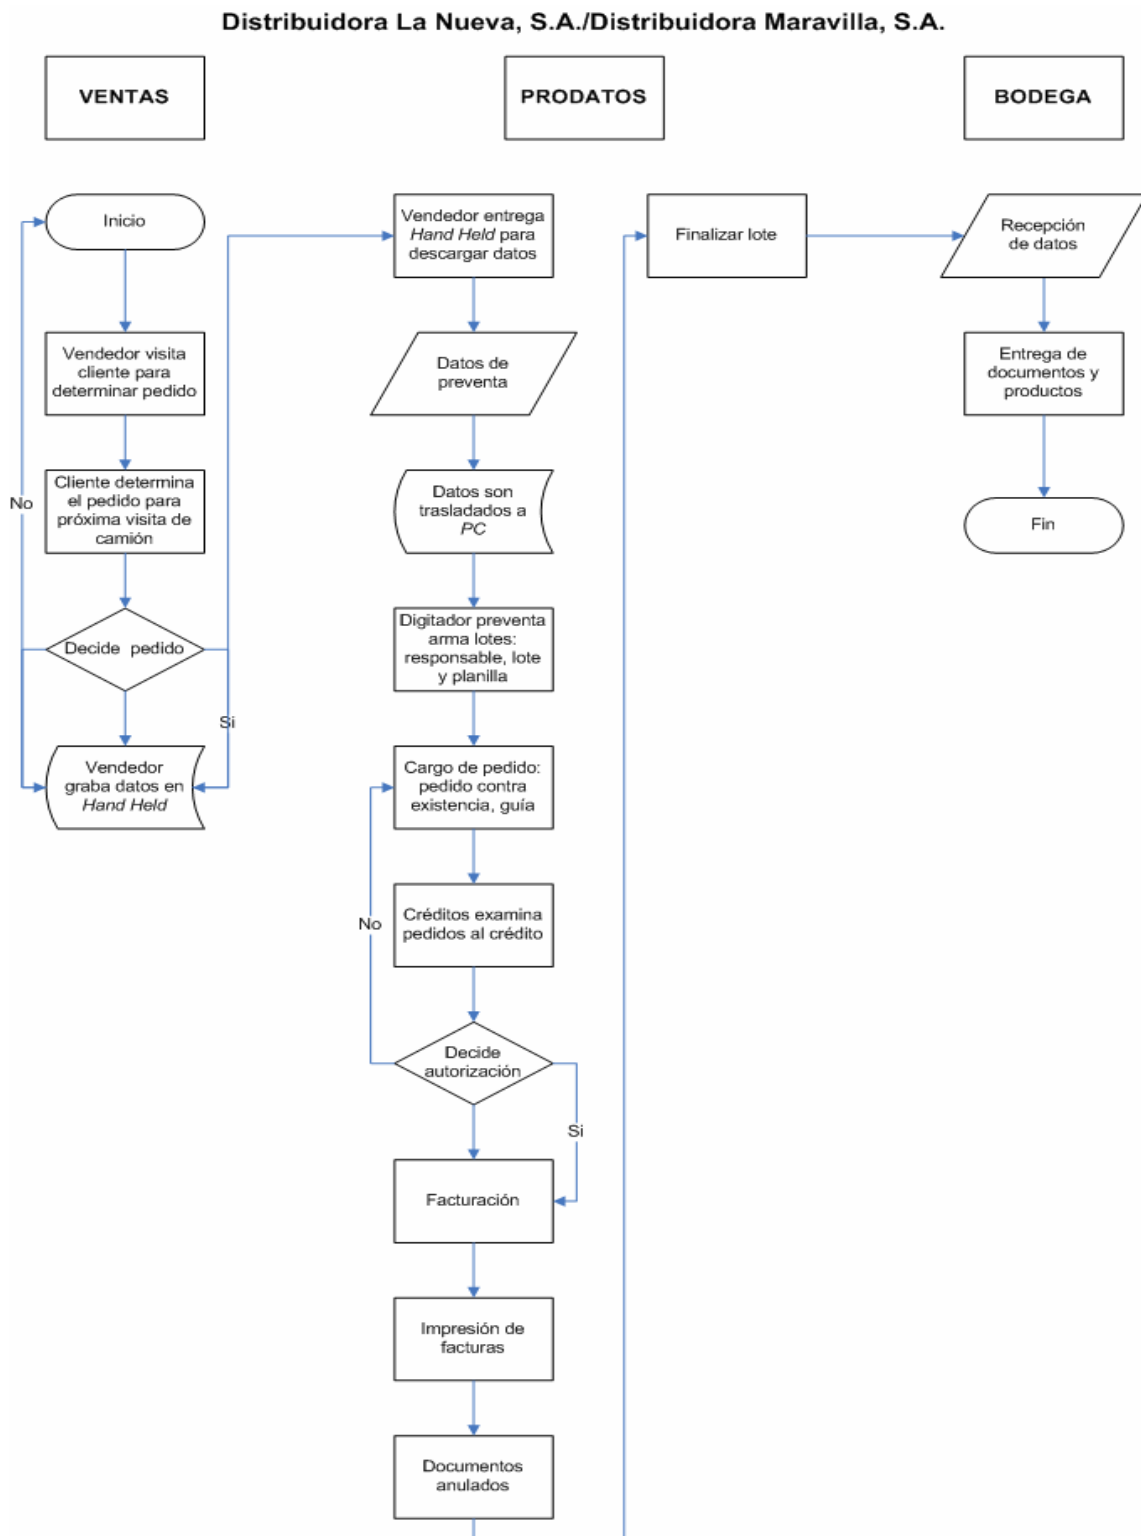 Distribuidora La Nueva, S.A./Distribuidora Maravilla, S.A.
VENTAS
PRODATOS
BODEGA
Inicio
Vendedor visita
cliente para
determinar pedido
Cliente determina
el pedido para
próxima visita de
camión
No
Decide pedido
Si
Vendedor
graba datos en
Hand Held
Vendedor entrega
Hand Held para
descargar datos
Datos de
preventa
Datos son
trasladados a
PC
Digitador preventa
arma lotes:
responsable, lote
y planilla
Cargo de pedido:
pedido contra
existencia, guía
No
Créditos examina
pedidos al crédito
Decide
autorización
Si
Facturación
Impresión de
facturas
Documentos
anulados
Finalizar lote
Recepción
de datos
Entrega de
documentos y
productos
Fin